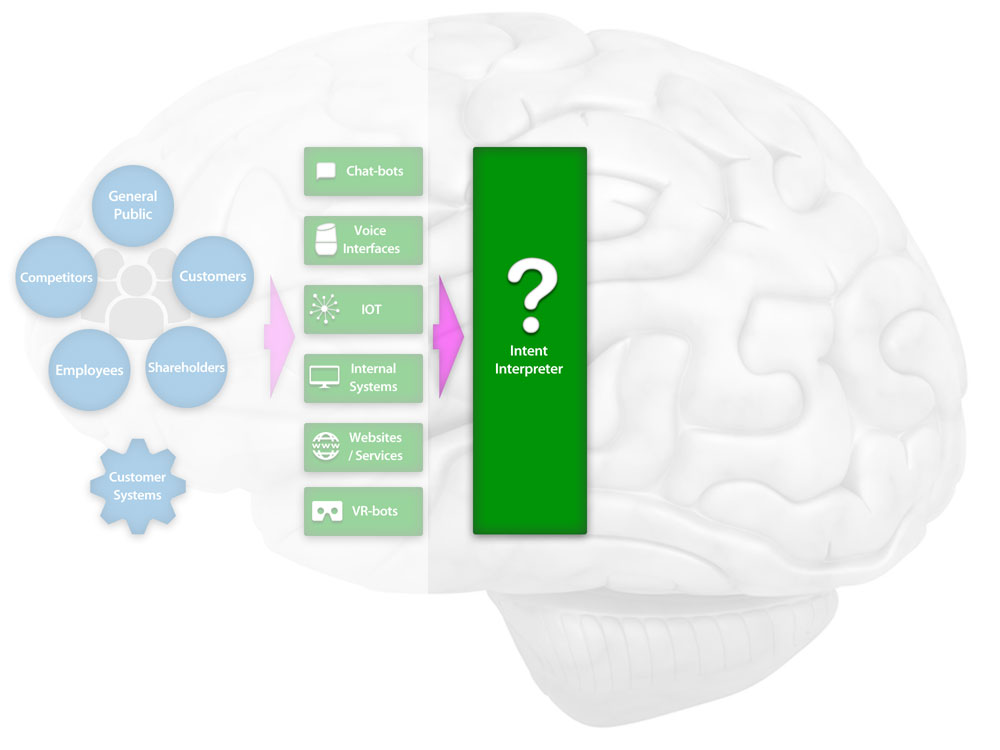 General
Public
Competitors
Customers
Employees
Shareholders
Customer
Systems
Chat-bots
Voice
Interfaces
IOT
Internal
Systems
www
Websites
/ Services
VR-bots
?
Intent
Interpreter